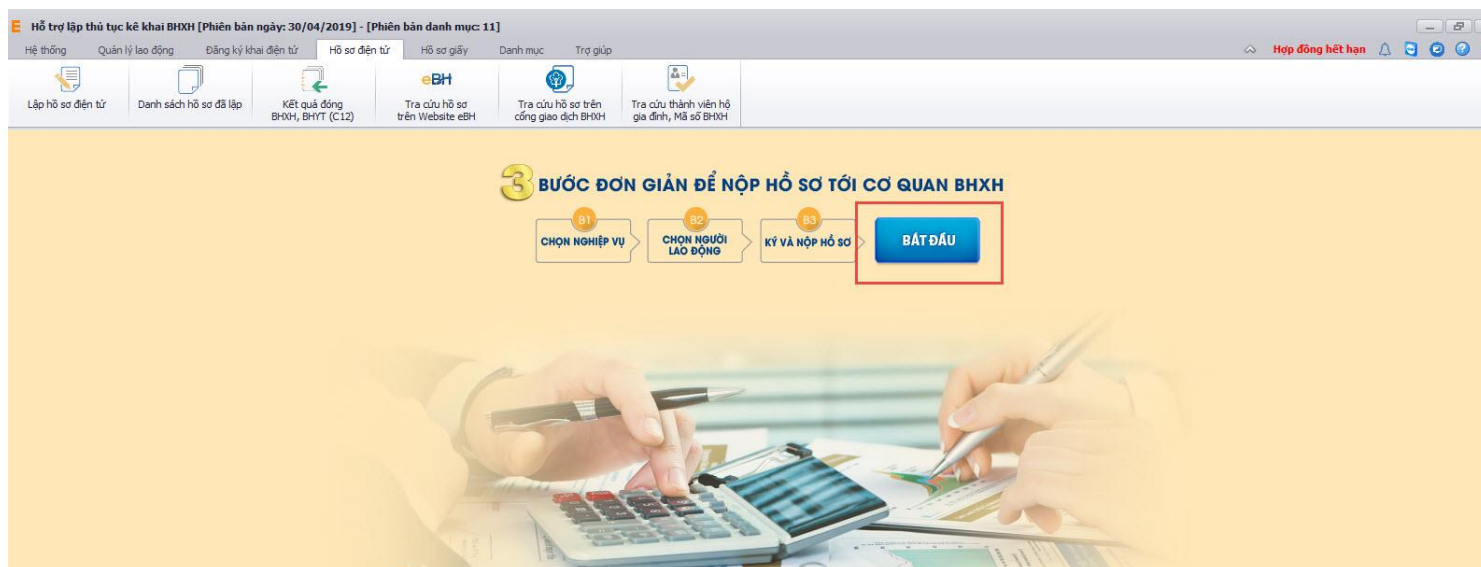 E Hỗ trợ lập thủ tục kê khai BHXH [Phiên bản ngày: 30/04/2019] - [Phiên bản danh mục: 11]
Hệ thống Quản lý lao động Đăng ký khai điện tử Hồ sơ điện tử Hồ sơ giấy Danh mục Trợ giúp Hợp đồng hết hạn
Lập hồ sơ điện tử Danh sách hồ sơ đã lập Kết quả đóng BHXH, BHYT (C12) eBH Tra cứu hồ sơ trên Website eBH Tra cứu hồ sơ trên cổng giao dịch BHXH Tra cứu thành viên hộ gia đình, Mã số BHXH
3 BƯỚC ĐƠN GIẢN ĐỂ NỘP HỒ SƠ TỚI CƠ QUAN BHXH
B1 B2 B3
CHỌN NGHIỆP VỤ CHỌN NGƯỜI LAO ĐỘNG KÝ VÀ NỘP HỒ SƠ BẮT ĐẦU